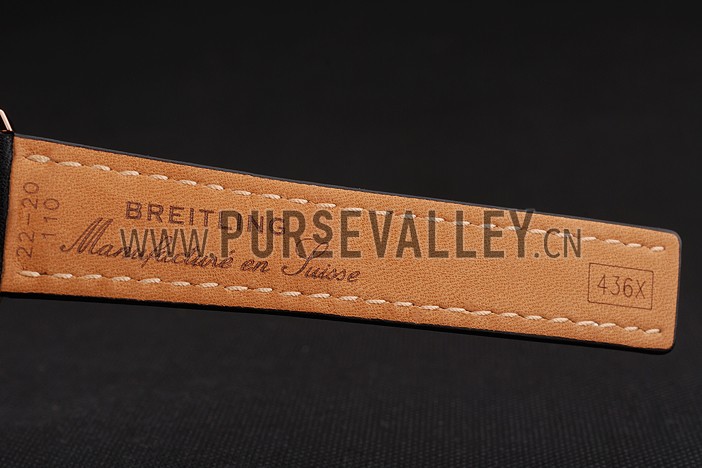 22-20
110
BREITLING
Manufacture en Suisse
WWW.PURSEVALLEY.CN
436X